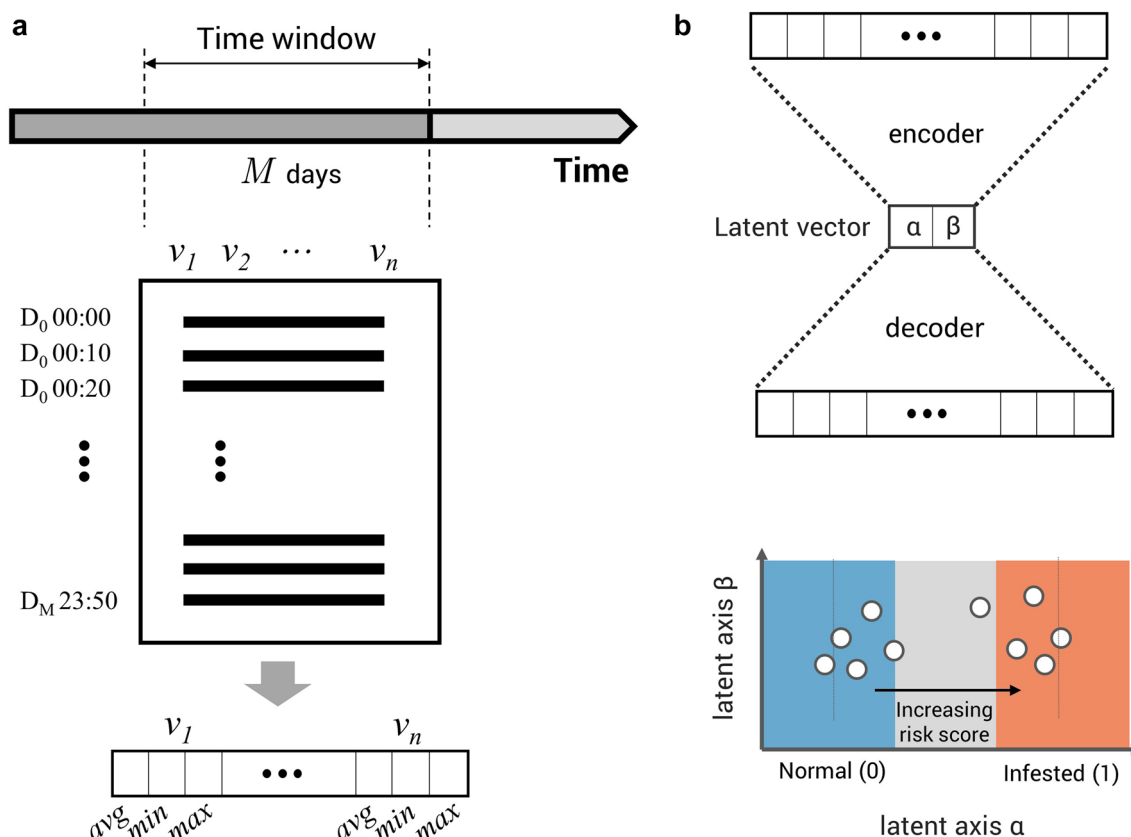 a
Time window
M days
Time
v1 v2 ⋯ vn
D0 00:00
D0 00:10
D0 00:20
DM 23:50
v1 vn
avg min max avg min max
b
encoder
Latent vector α β
decoder
latent axis β
Increasing
risk score
Normal (0) Infested (1)
latent axis α